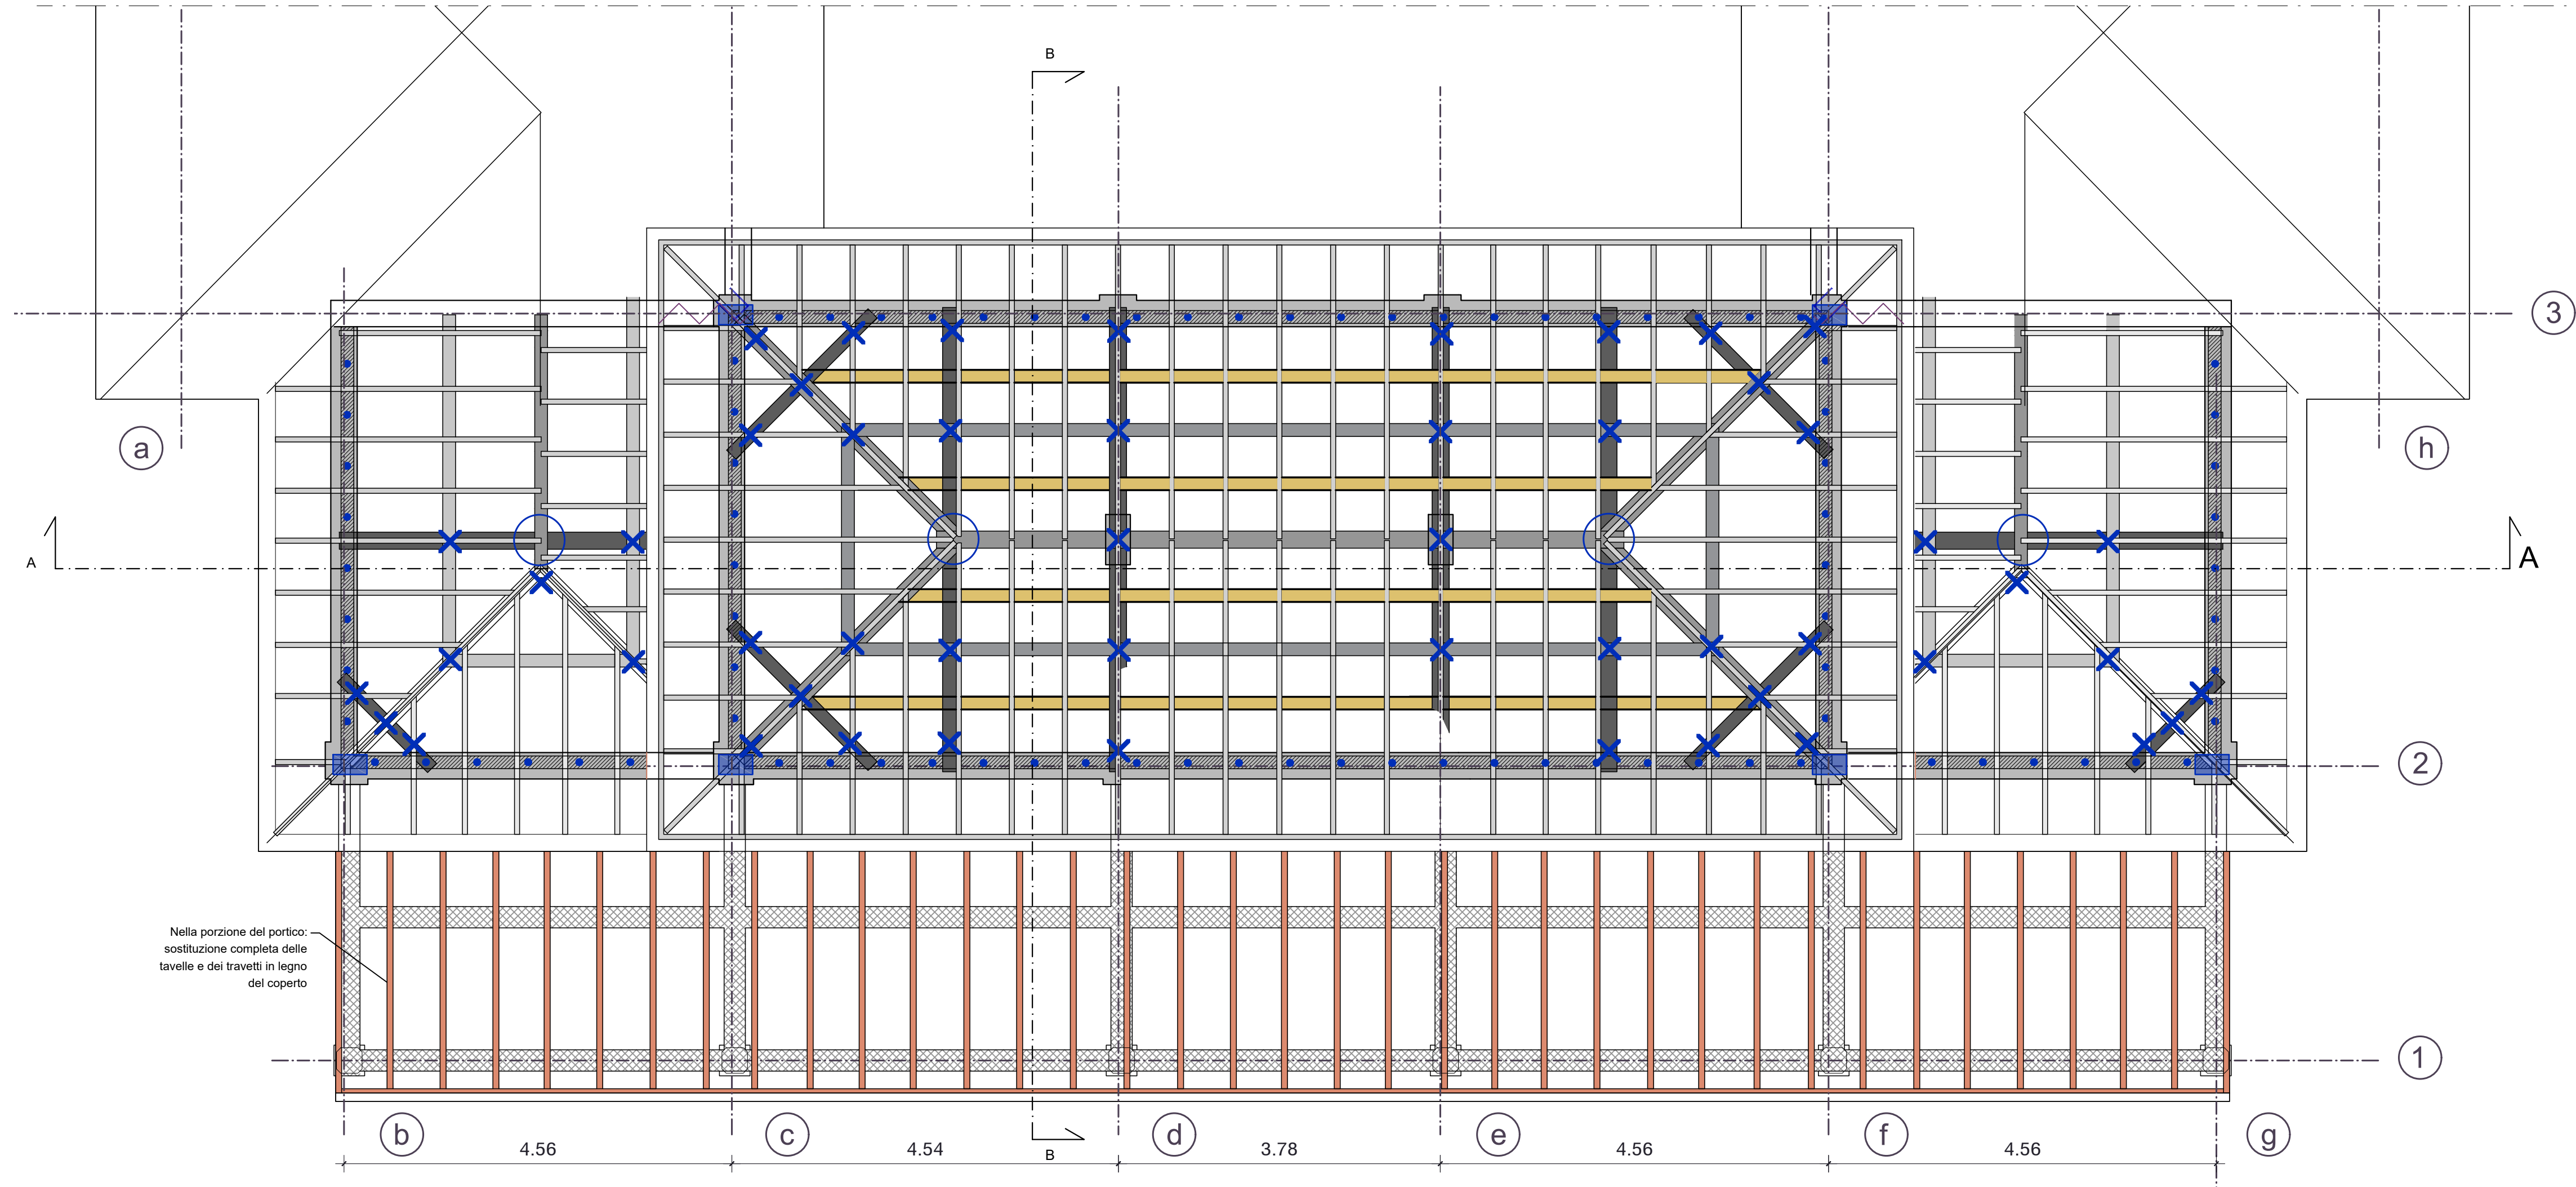 B
3
a
h
A
A
2
Nella porzione del portico:
sostituzione completa delle
tavelle e dei travetti in legno
del coperto
1
b
c
d
e
f
g
4.56
4.54
3.78
4.56
4.56
B